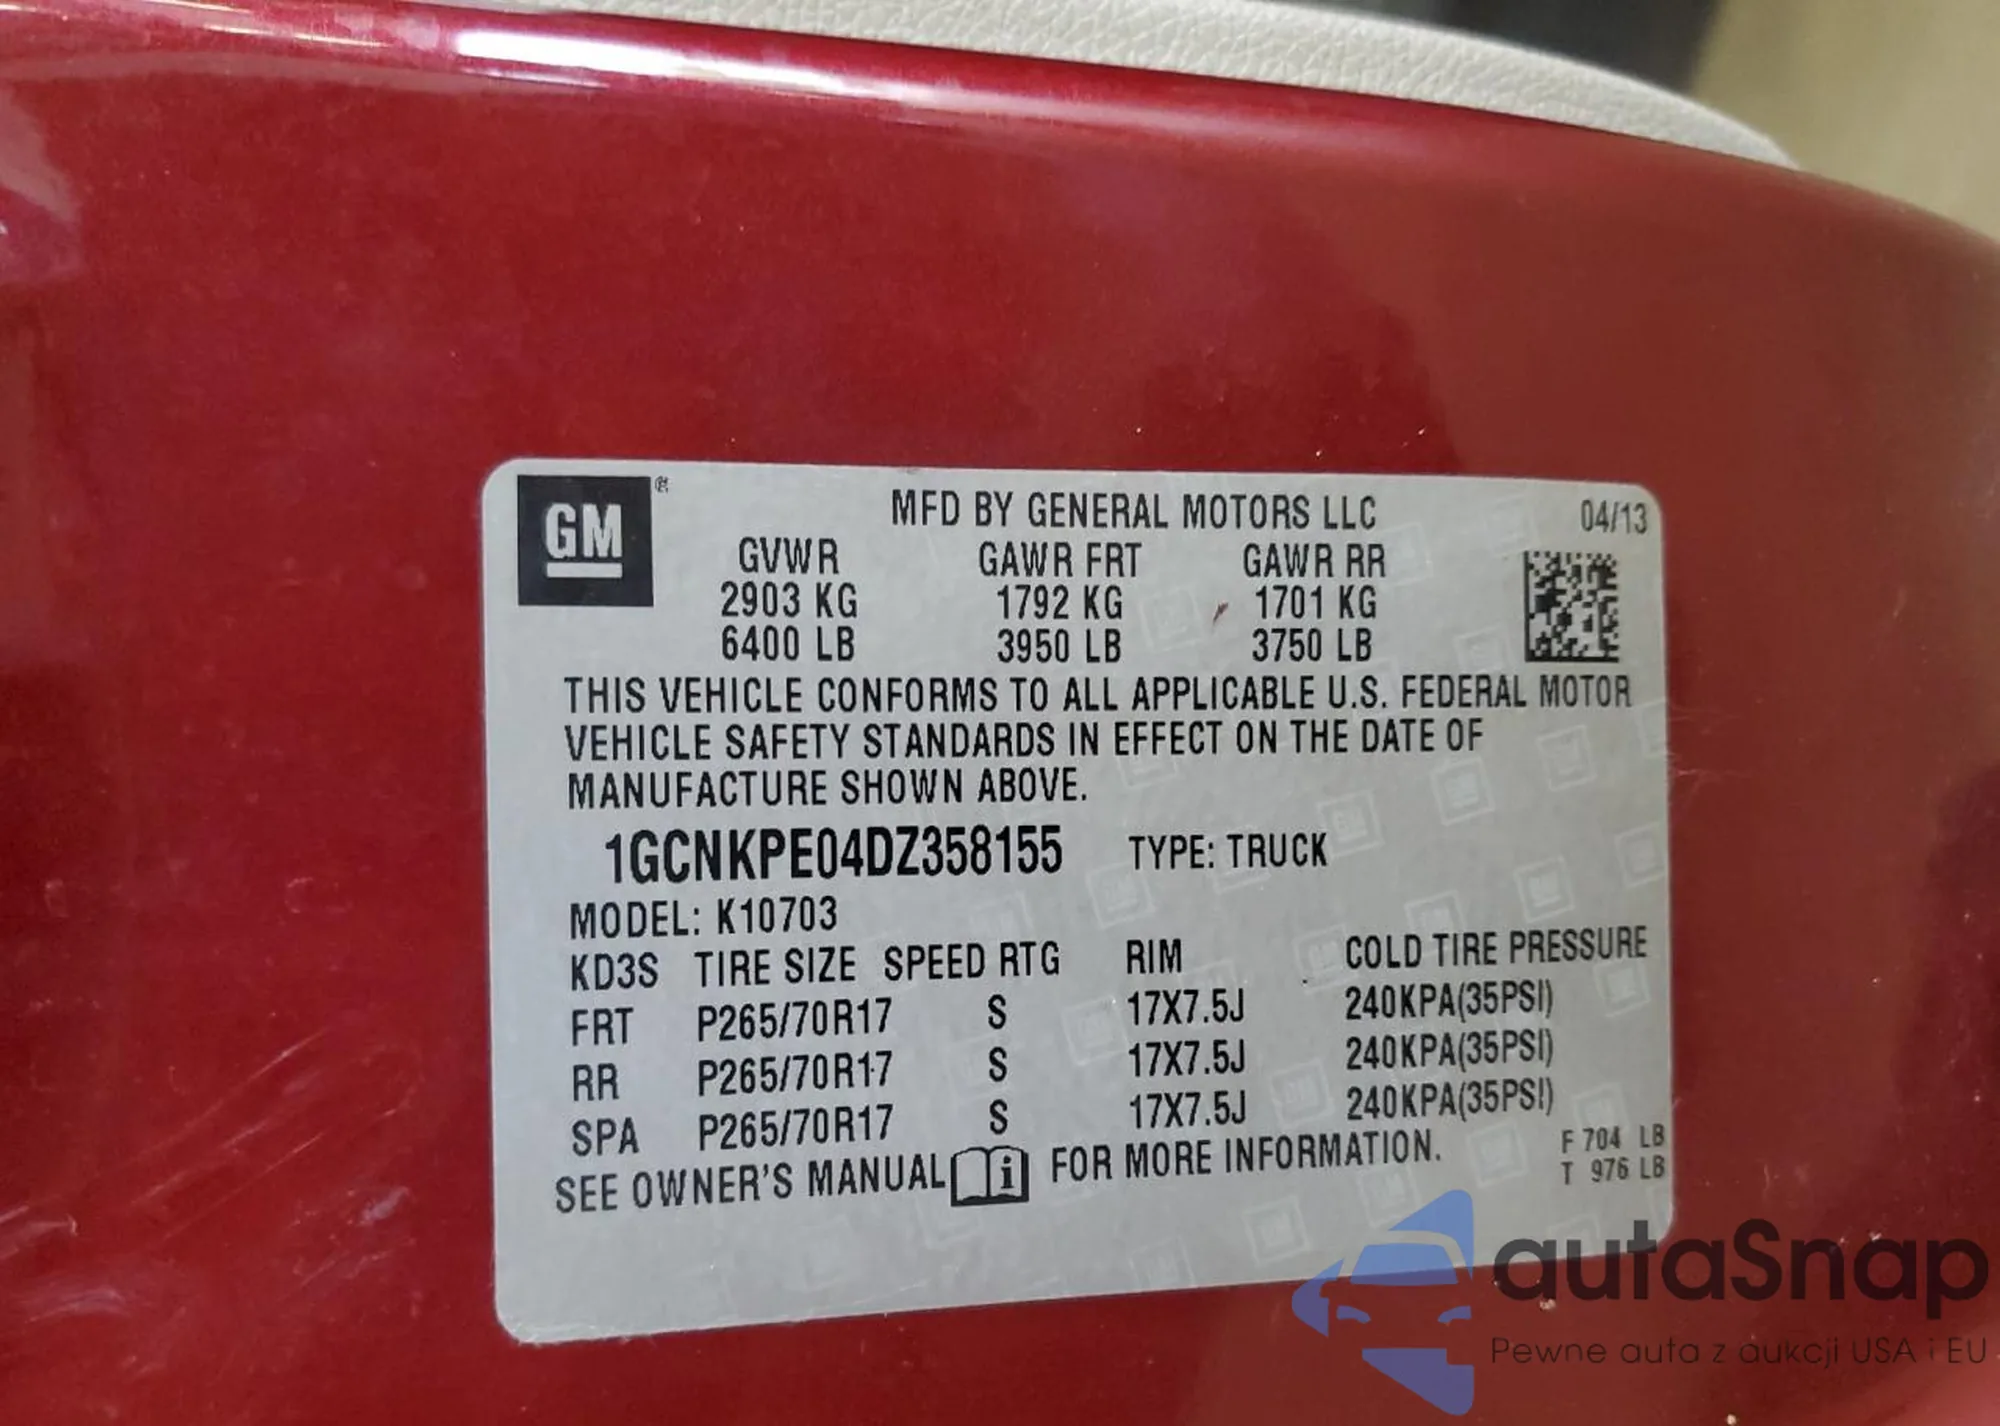 GM ®
MFD BY GENERAL MOTORS LLC 04/13
GVWR GAWR FRT GAWR RR
2903 KG 1792 KG 1701 KG
6400 LB 3950 LB 3750 LB
THIS VEHICLE CONFORMS TO ALL APPLICABLE U.S. FEDERAL MOTOR
VEHICLE SAFETY STANDARDS IN EFFECT ON THE DATE OF
MANUFACTURE SHOWN ABOVE.
1GCNKPE04DZ358155 TYPE: TRUCK
MODEL: K10703
KD3S TIRE SIZE SPEED RTG RIM COLD TIRE PRESSURE
FRT P265/70R17 S 17X7.5J 240KPA(35PSI)
RR P265/70R17 S 17X7.5J 240KPA(35PSI)
SPA P265/70R17 S 17X7.5J 240KPA(35PSI)
SEE OWNER'S MANUAL i FOR MORE INFORMATION.
F 704 LB
T 976 LB
autaSnap
Pewne auta z aukcji USA i EU